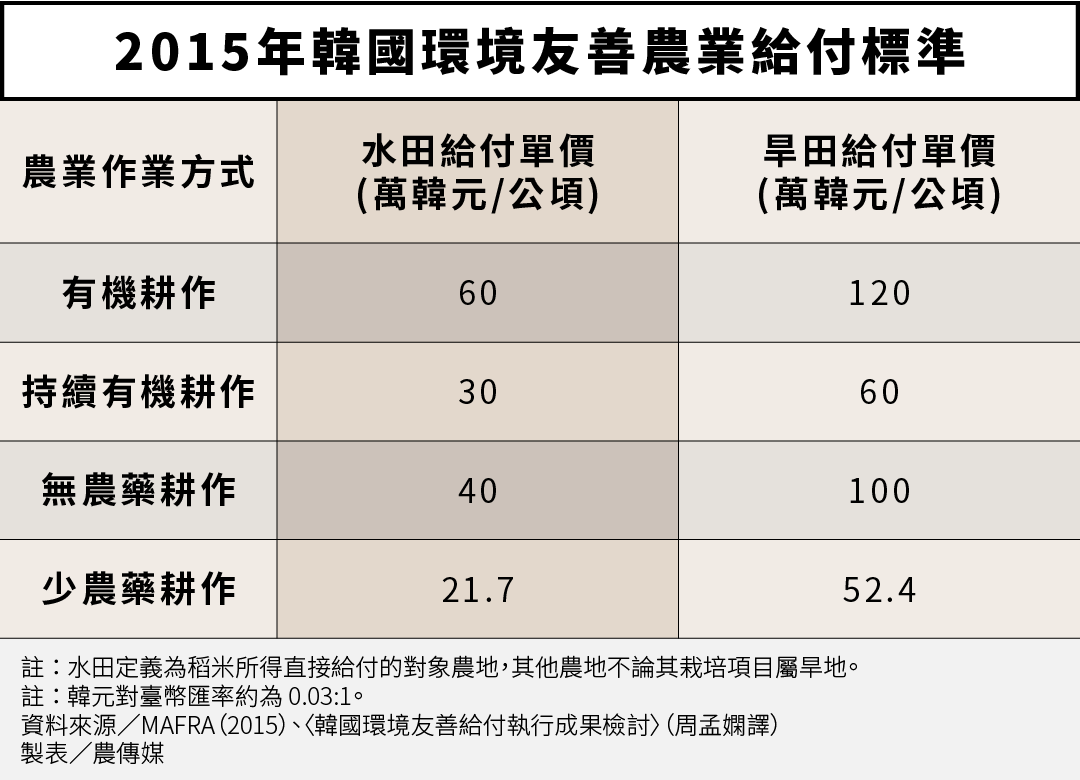 2015年韓國環境友善農業給付標準
農業作業方式
水田給付單價
(萬韓元/公頃)
旱田給付單價
(萬韓元/公頃)
有機耕作
60
120
持續有機耕作
30
60
無農藥耕作
40
100
少農藥耕作
21.7
52.4
註：水田定義為稻米所得直接給付的對象農地，其他農地不論其栽培項目屬旱地。
註：韓元對臺幣匯率約為 0.03:1。
資料來源／MAFRA（2015）、〈韓國環境友善給付執行成果檢討〉（周孟嫻譯）
製表／農傳媒